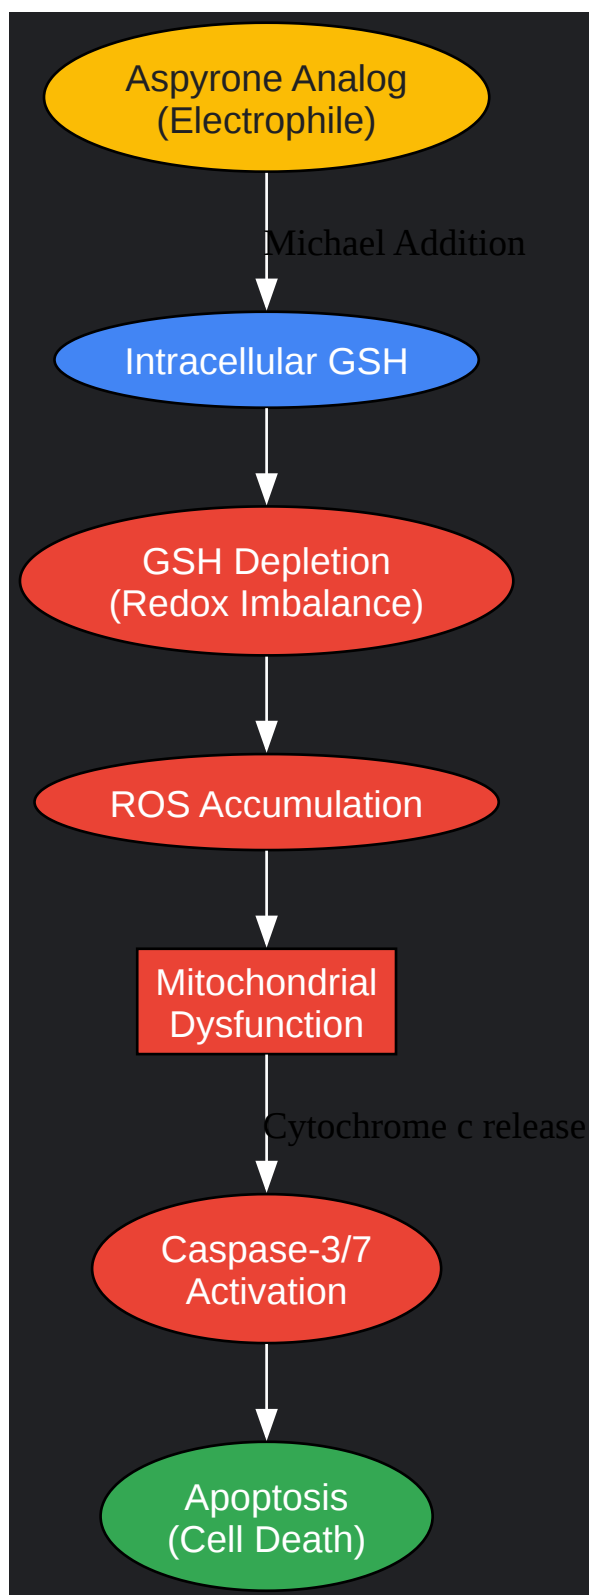 Aspyrone Analog
(Electrophile)
Michael Addition
Intracellular GSH
GSH Depletion
(Redox Imbalance)
ROS Accumulation
Mitochondrial
Dysfunction
Cytochrome c release
Caspase-3/7
Activation
Apoptosis
(Cell Death)